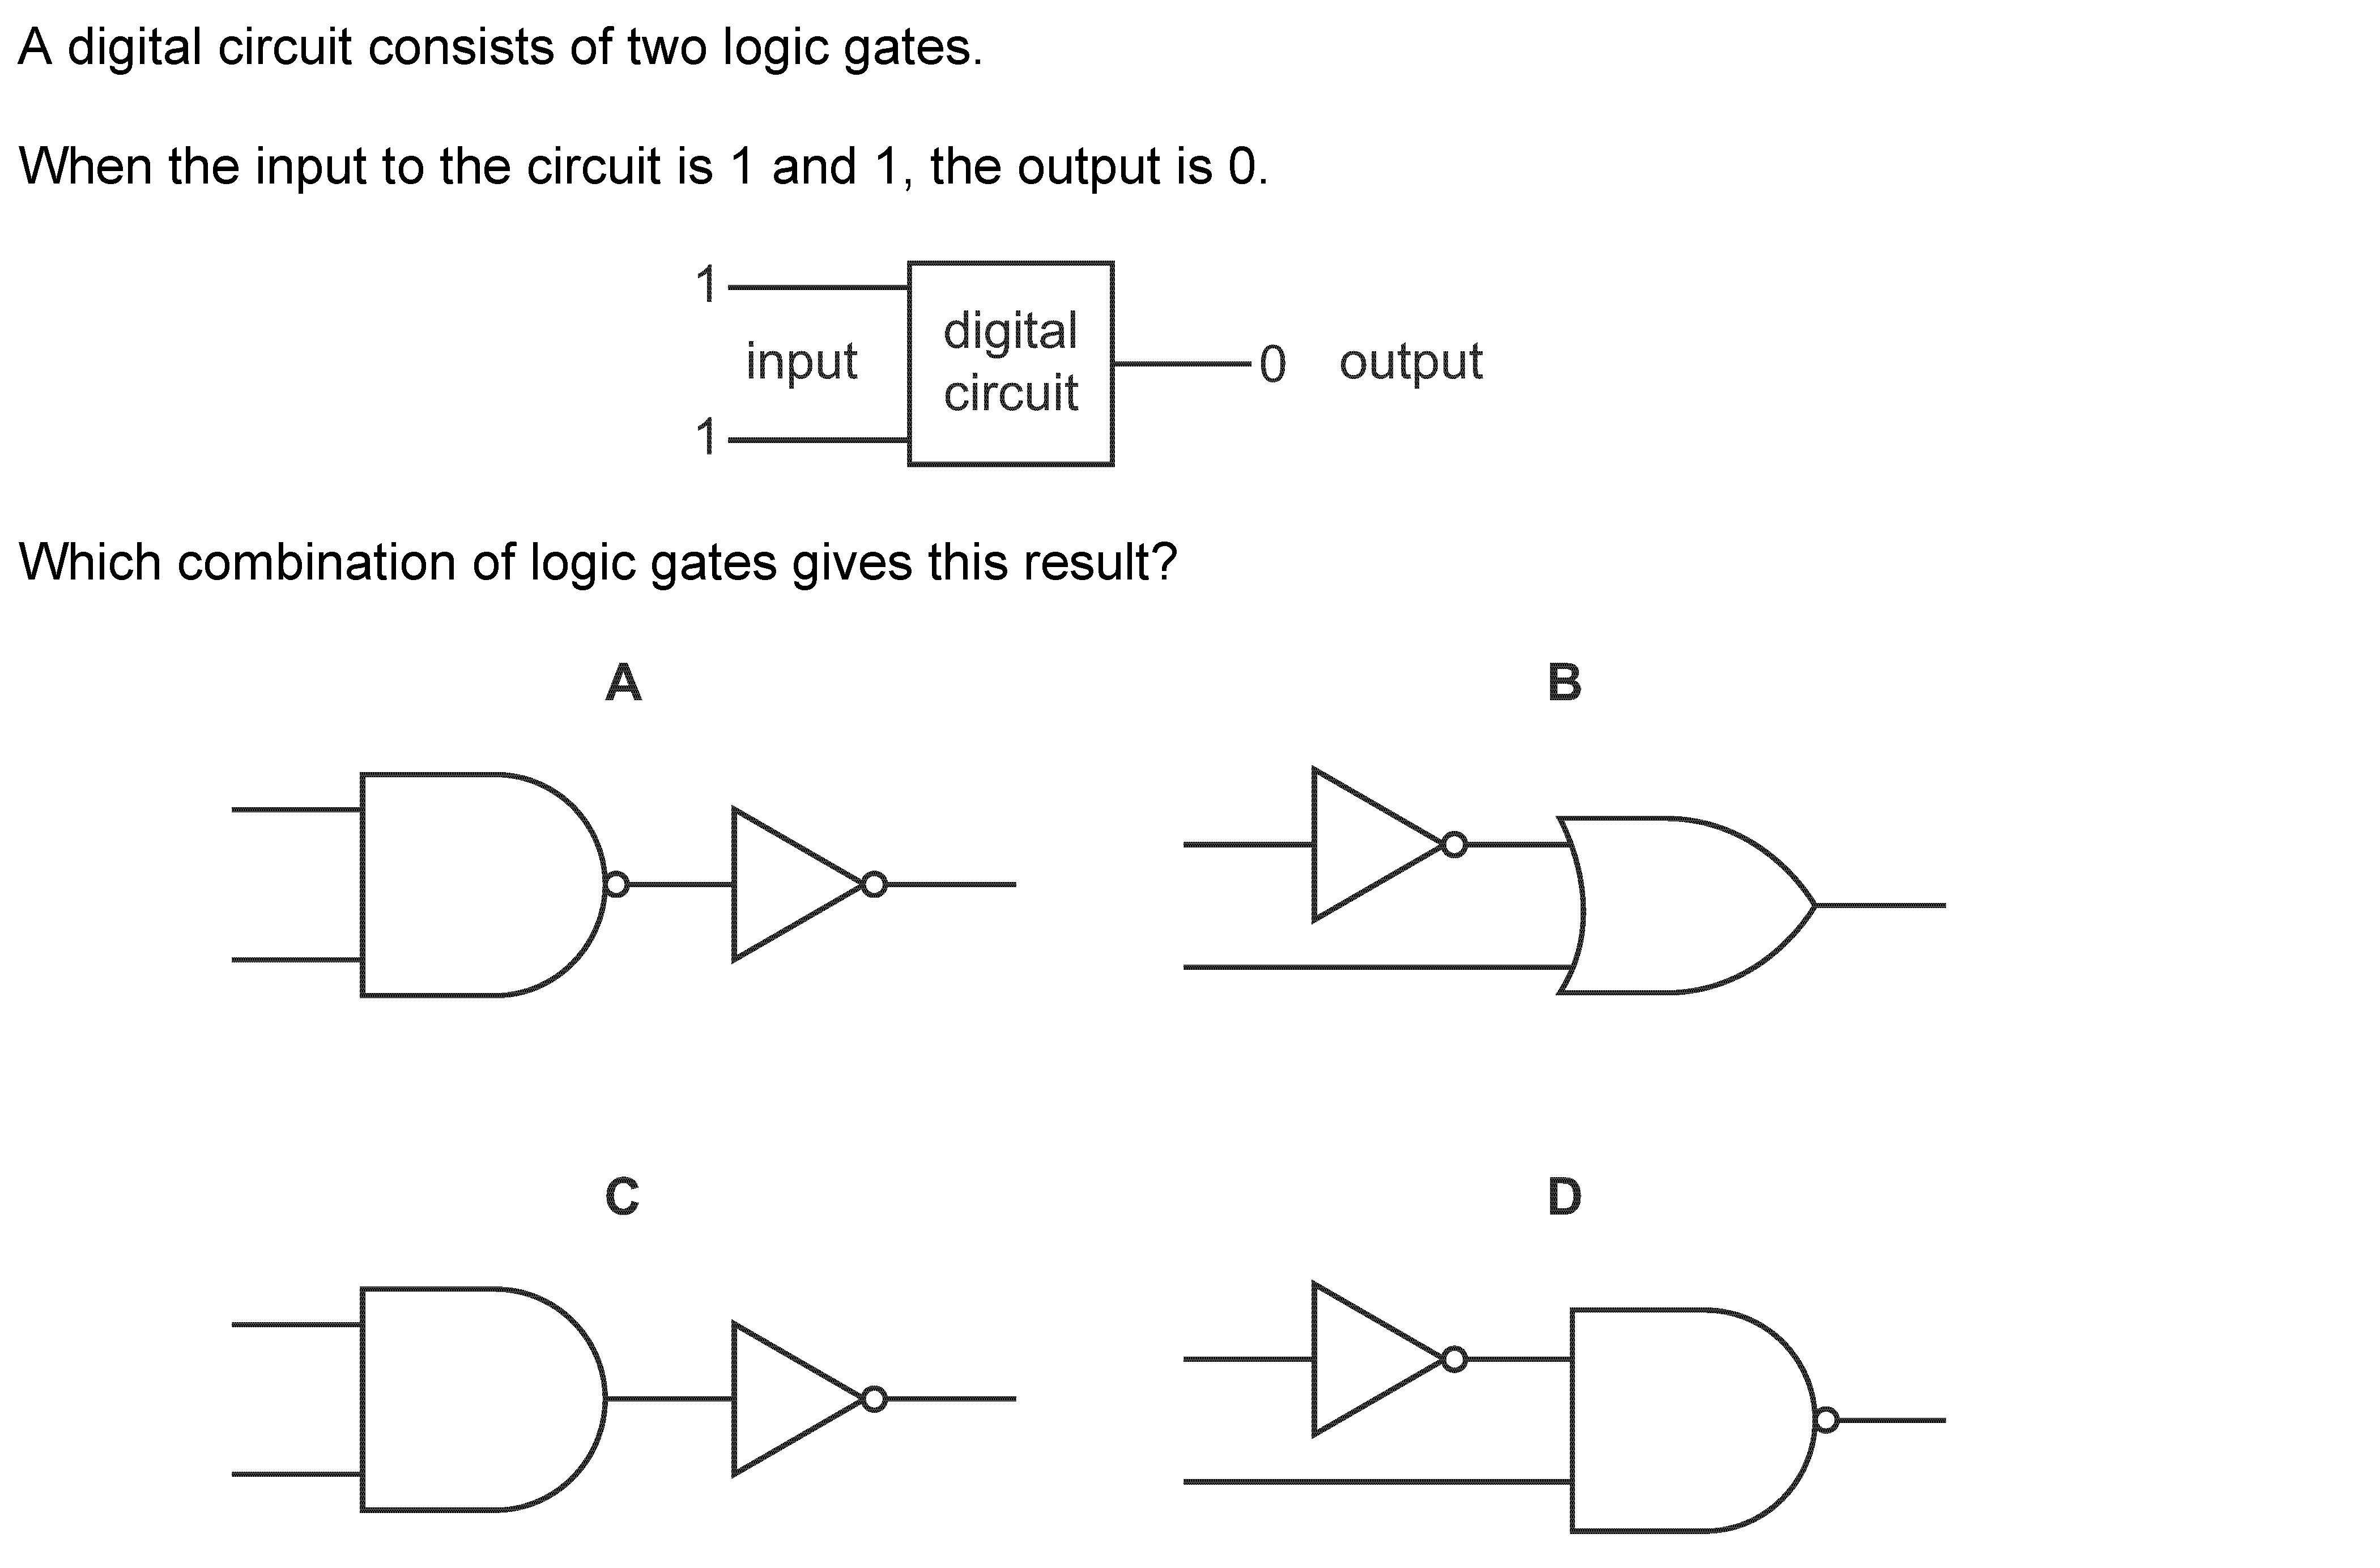 A digital circuit consists of two logic gates.
When the input to the circuit is 1 and 1, the output is 0.
1
input
digital
circuit
0 output
1
Which combination of logic gates gives this result?
A
B
C
D